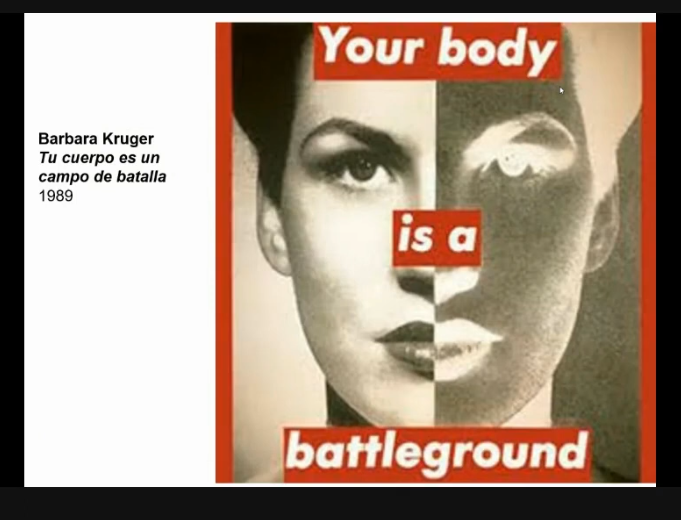 Barbara Kruger
Tu cuerpo es un
campo de batalla
1989
Your body
is a
battleground